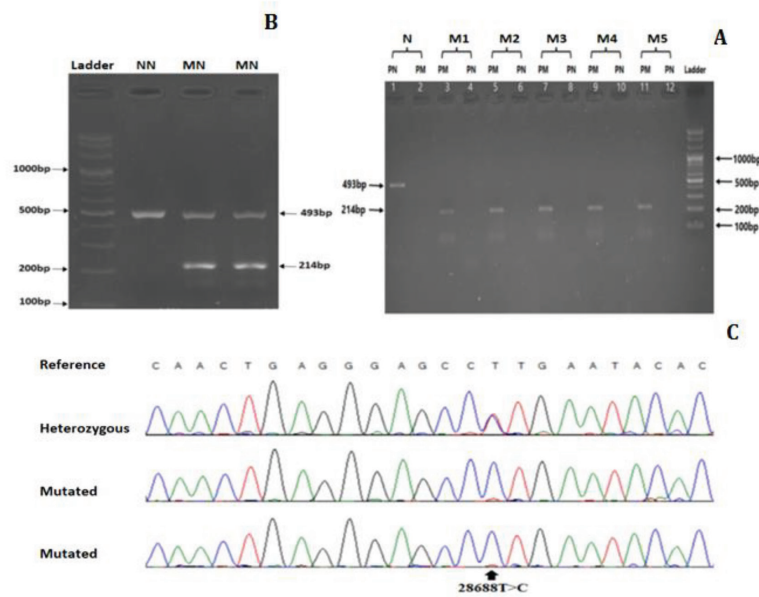 B
Ladder NN MN MN
1000bp
500bp
493bp
200bp
214bp
100bp
A
N M1 M2 M3 M4 M5
PN PM PM PN PM PN PM PN PM PN PM PN Ladder
1 2 3 4 5 6 7 8 9 10 11 12
1000bp
493bp
500bp
214bp
200bp
100bp
C
Reference C A A C T G A G G G A G C C T T G A A T A C A C
Heterozygous
Mutated
Mutated
28688T>C